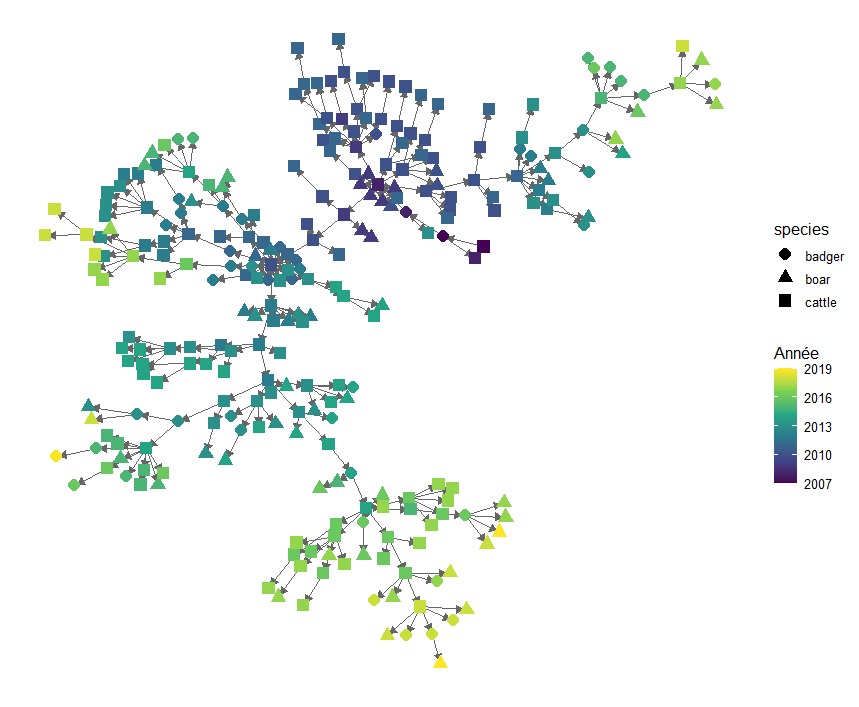 species
badger
boar
cattle
Année
2019
2016
2013
2010
2007